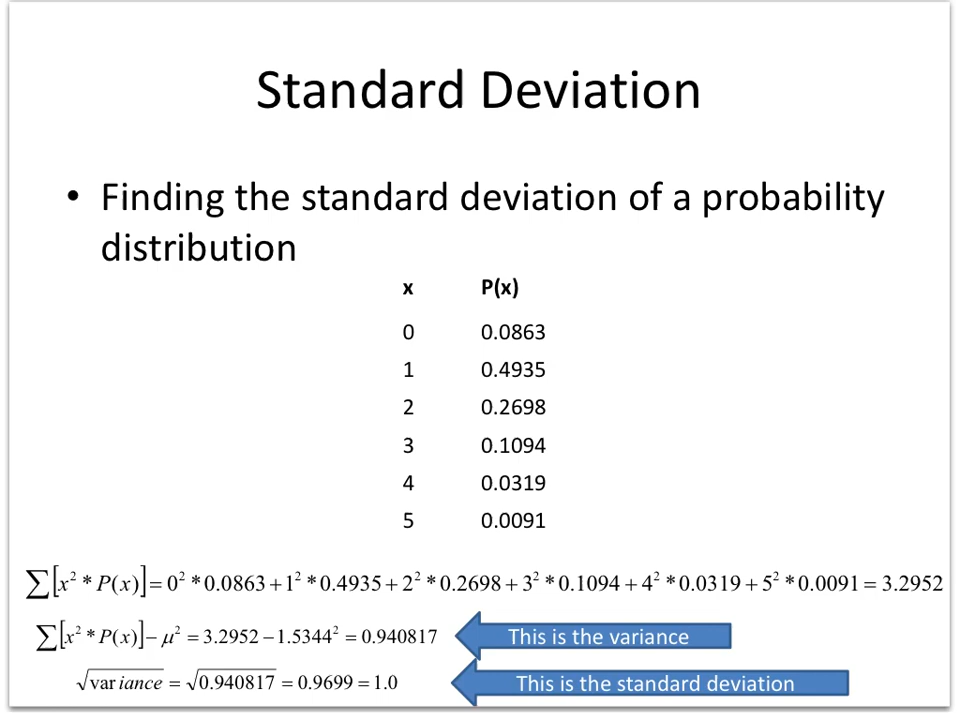 Standard Deviation
• Finding the standard deviation of a probability
distribution
x P(x)
0 0.0863
1 0.4935
2 0.2698
3 0.1094
4 0.0319
5 0.0091
∑[x² * P(x)] = 0² * 0.0863 + 1² * 0.4935 + 2² * 0.2698 + 3² * 0.1094 + 4² * 0.0319 + 5² * 0.0091 = 3.2952
∑[x² * P(x)] − μ² = 3.2952 − 1.5344² = 0.940817 This is the variance
√var iance = √0.940817 = 0.9699 = 1.0 This is the standard deviation